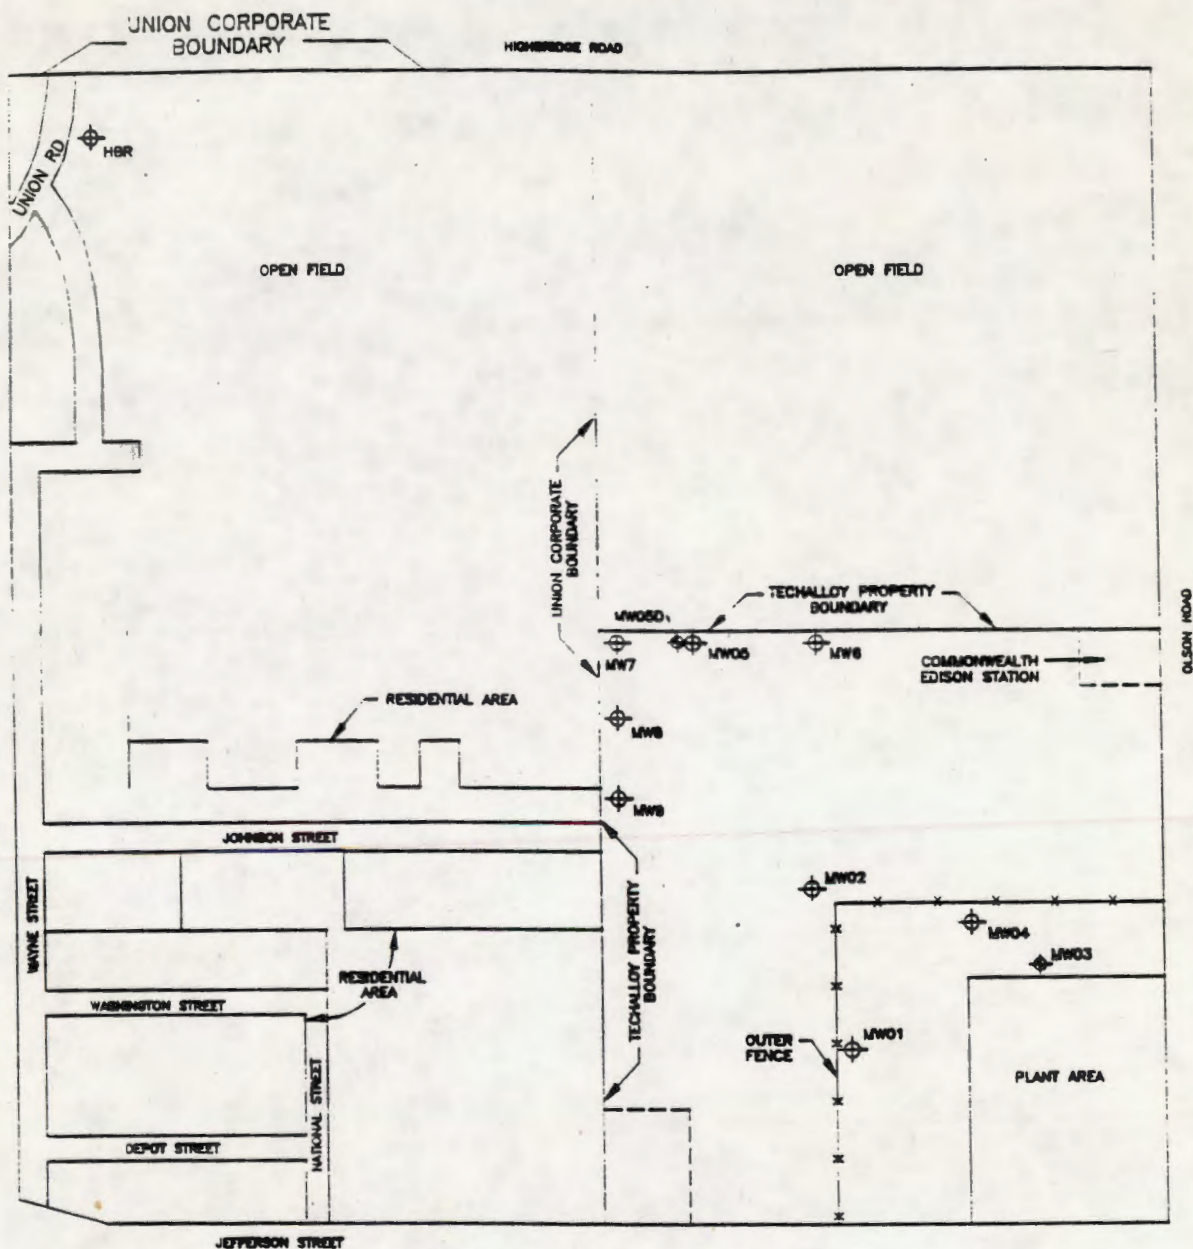 UNION CORPORATE
BOUNDARY
HIGHBRIDGE ROAD
HBR
UNION RD
OPEN FIELD
OPEN FIELD
UNION CORPORATE
BOUNDARY
TECHALLOY PROPERTY
BOUNDARY
MW05D
MW7
MW05
MW6
COMMONWEALTH
EDISON STATION
OLSON ROAD
RESIDENTIAL AREA
MW8
MW9
JOHNSON STREET
WAYNE STREET
TECHALLOY PROPERTY
BOUNDARY
MW02
MW04
MW03
RESIDENTIAL
AREA
WASHINGTON STREET
OUTER
FENCE
MW01
PLANT AREA
NATIONAL STREET
DEPOT STREET
JEFFERSON STREET